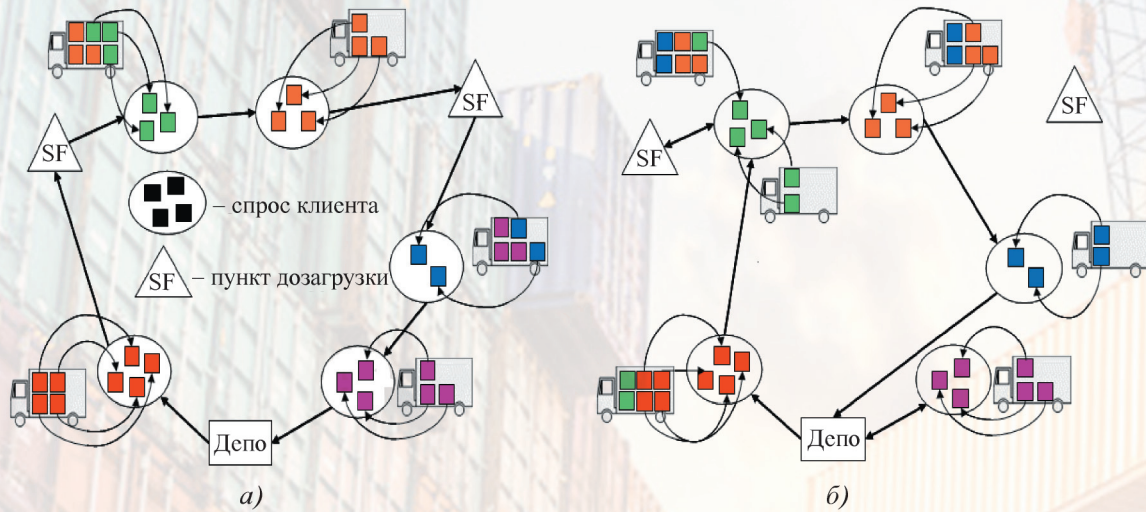 SF
SF
SF
SF
– спрос клиента
SF
– пункт дозагрузки
Депо
Депо
а)
б)